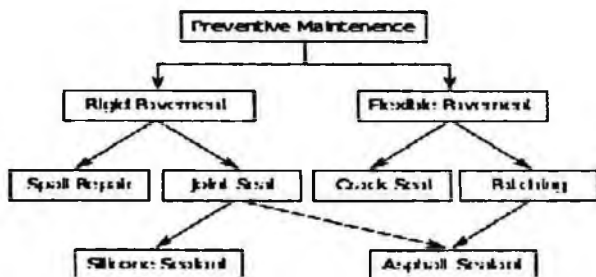 Preventive Maintenence
Rigid Pavement
Flexible Pavement
Spall Repair
Joint Seal
Crack Seal
Patching
Silicone Sealant
Asphalt Sealant